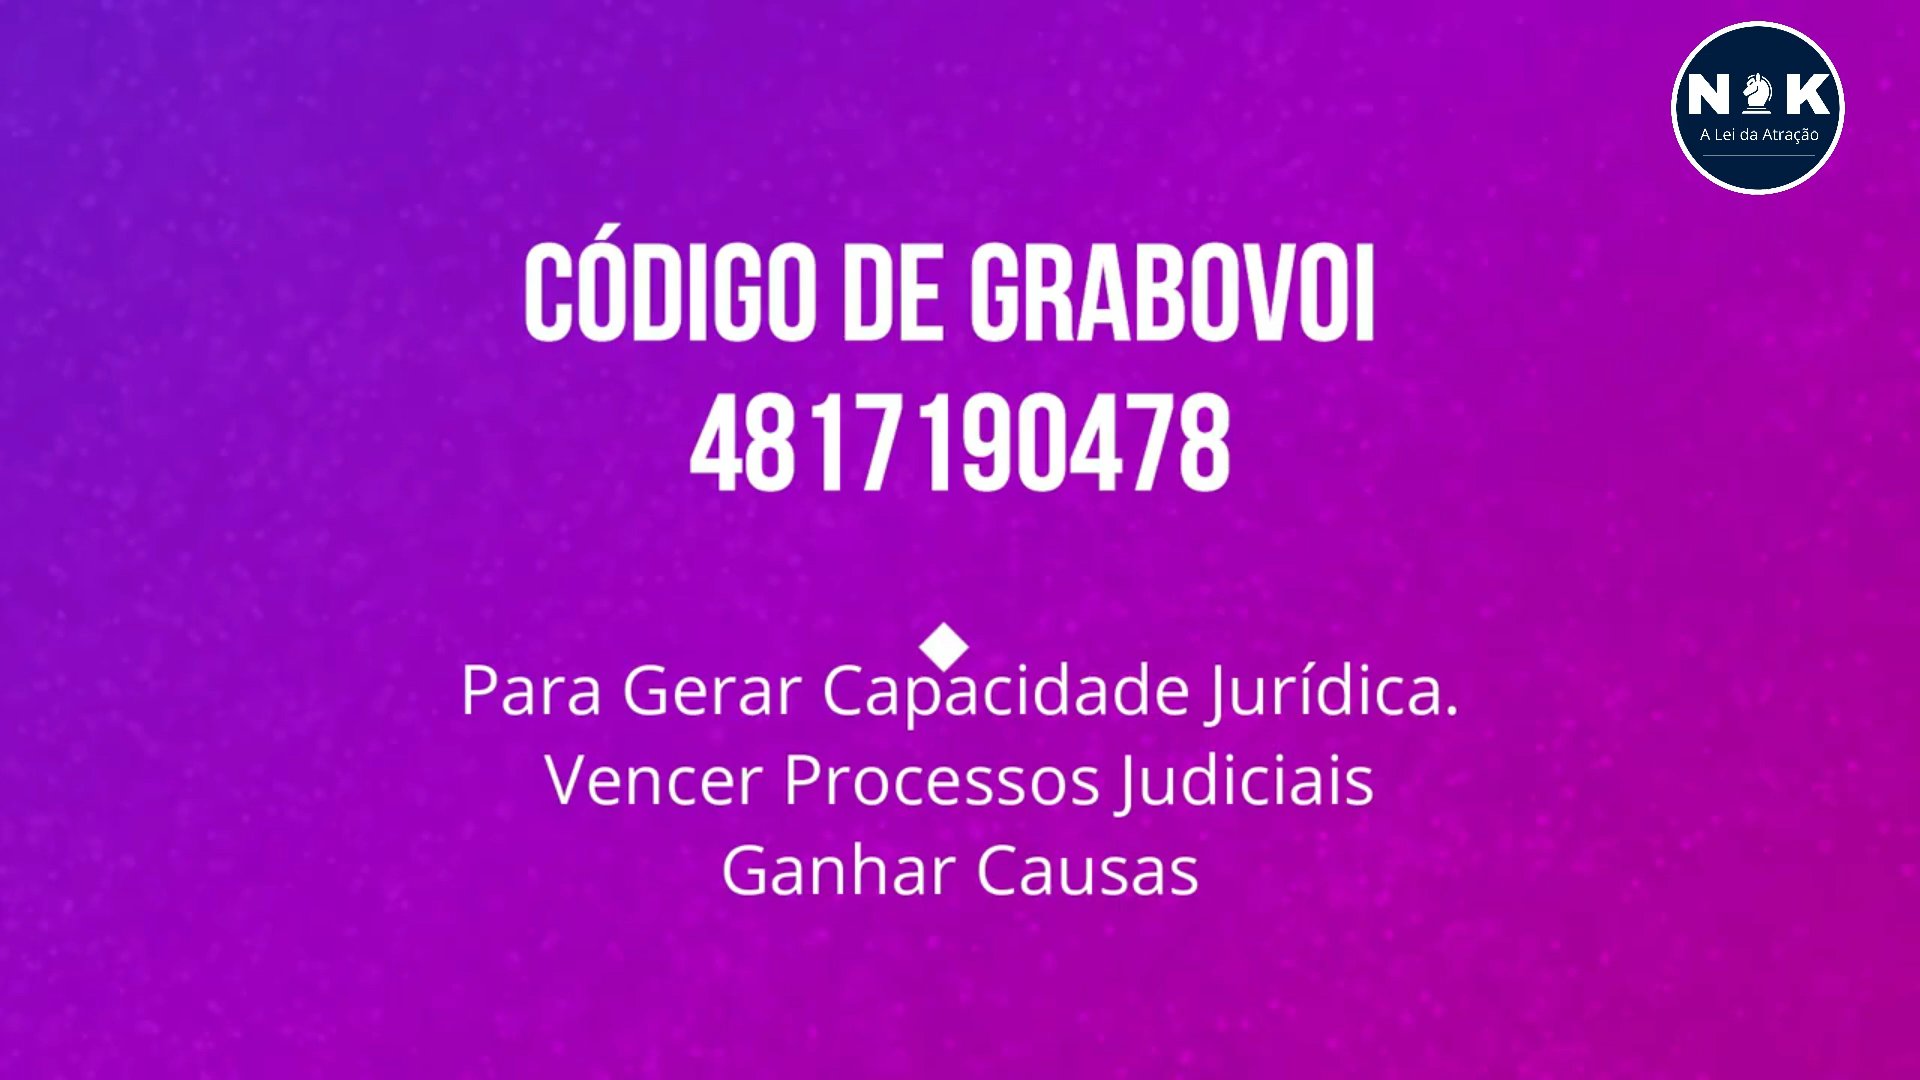 N K
A Lei da Atração
CÓDIGO DE GRABOVOI
4817190478
Para Gerar Capacidade Jurídica.
Vencer Processos Judiciais
Ganhar Causas